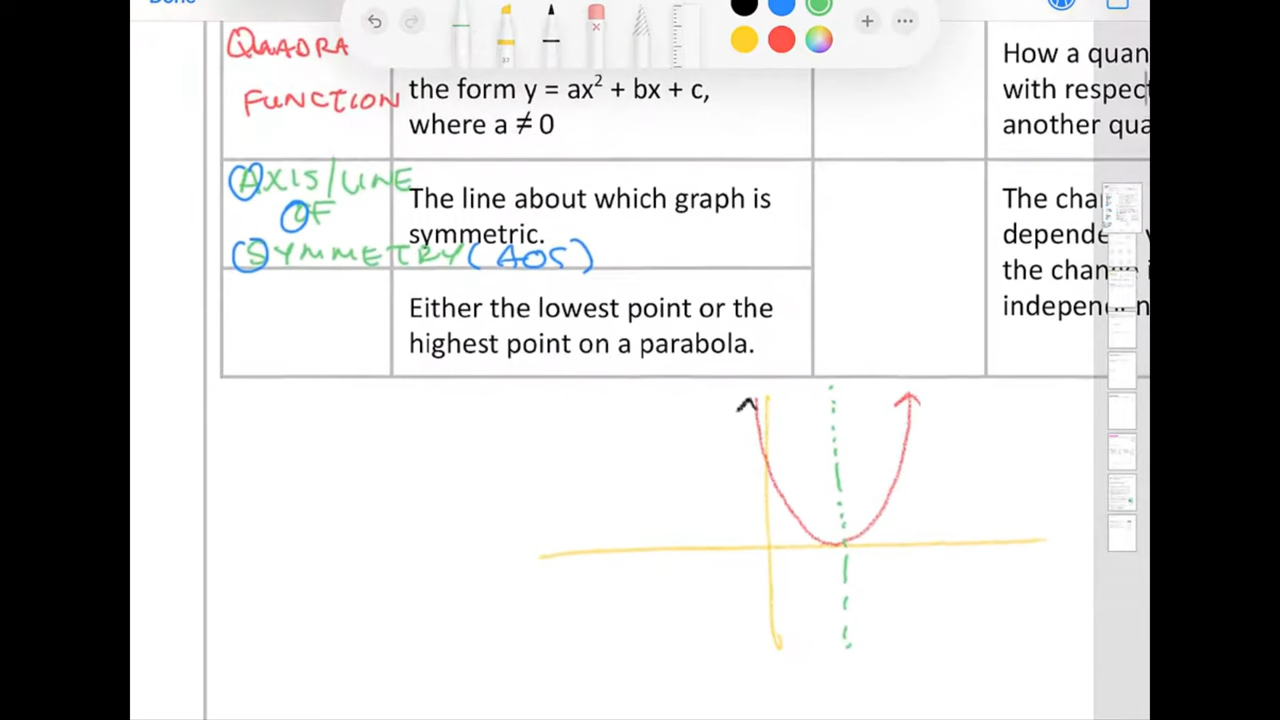 Done
QUADRA
FUNCTION
the form y = ax² + bx + c,
where a ≠ 0
How a quan
with respec
another qua
AXIS/LINE
OF
SYMMETRY (AOS)
The line about which graph is
symmetric.
The cha
depende
the chan
indepen
Either the lowest point or the
highest point on a parabola.